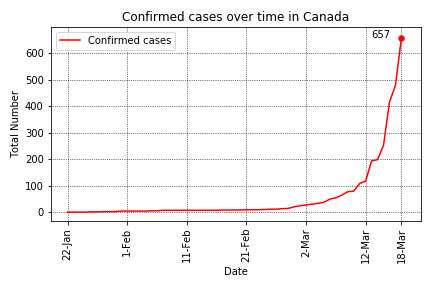 Confirmed cases over time in Canada
Confirmed cases
657
Total Number
600
500
400
300
200
100
0
22-Jan
1-Feb
11-Feb
21-Feb
2-Mar
12-Mar
18-Mar
Date